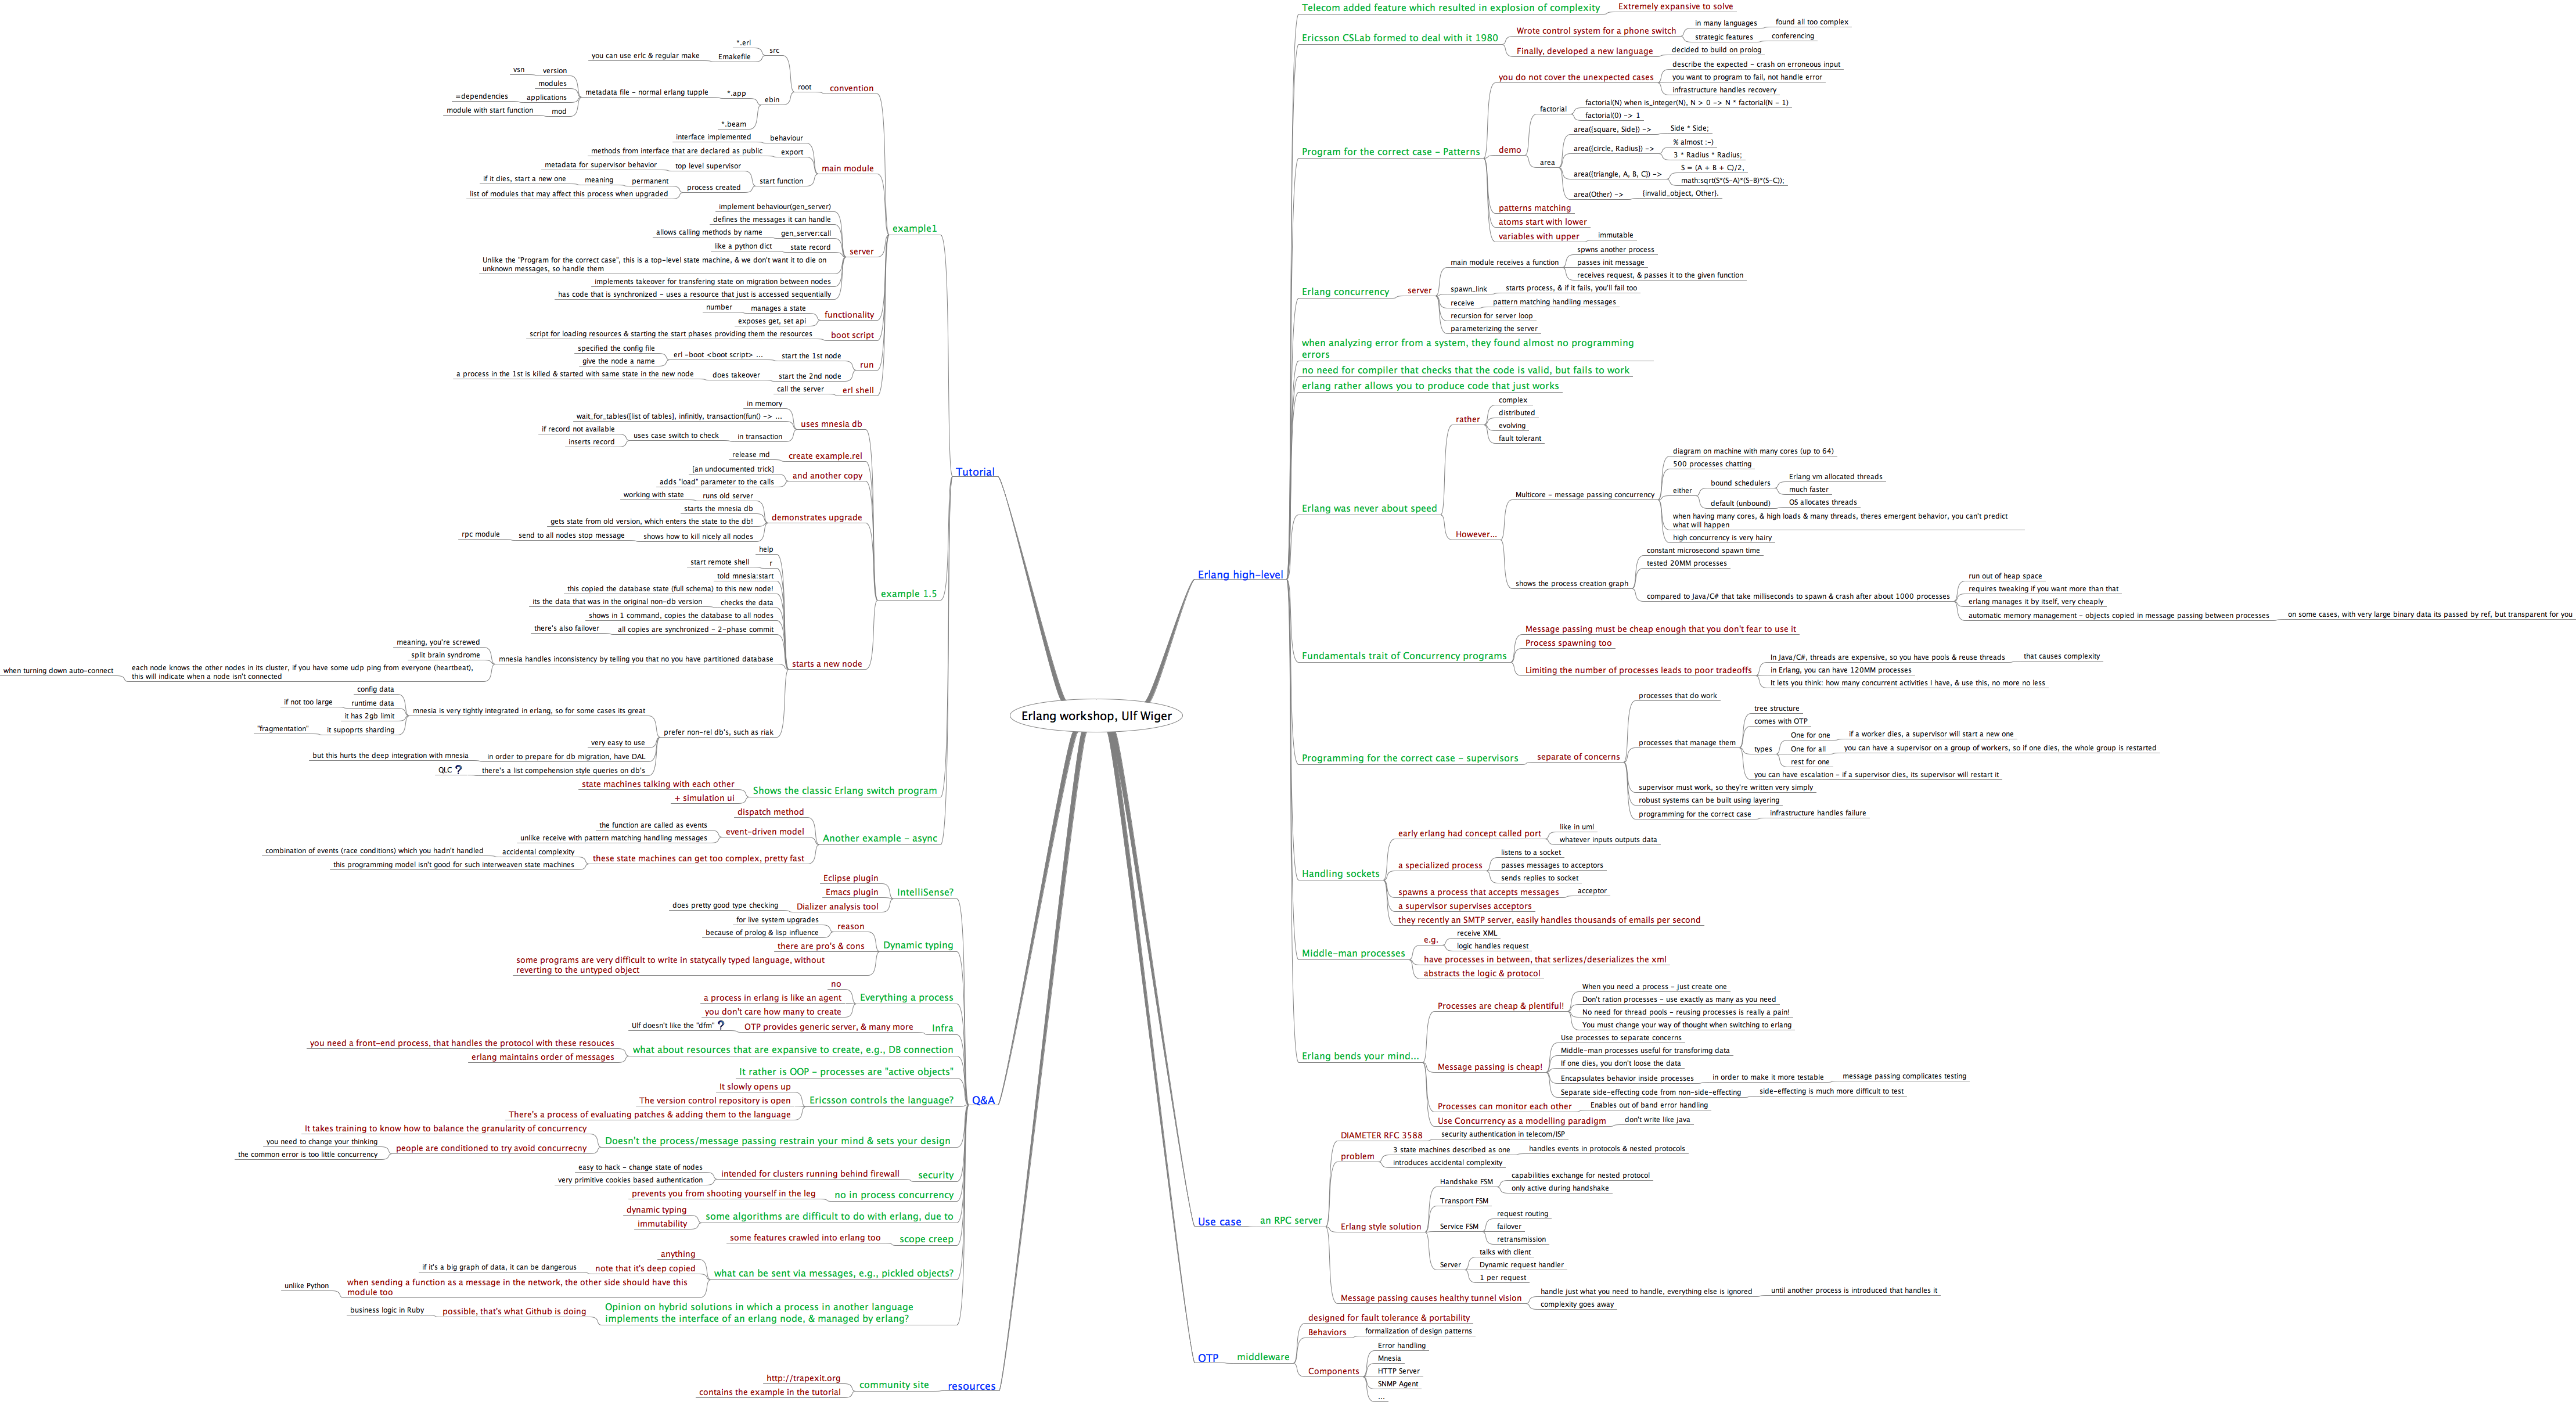 Erlang workshop, Ulf Wiger
Erlang high-level
Telecom added feature which resulted in explosion of complexity
Extremely expansive to solve
Ericsson CSLab formed to deal with it 1980
Wrote control system for a phone switch
in many languages
found all too complex
strategic features
conferencing
Finally, developed a new language
decided to build on prolog
Program for the correct case - Patterns
you do not cover the unexpected cases
describe the expected - crash on erroneous input
you want to program to fail, not handle error
infrastructure handles recovery
demo
factorial
factorial(N) when is_integer(N), N > 0 -> N * factorial(N - 1)
factorial(0) -> 1
area
area({square, Side}) ->
Side * Side;
area({circle, Radius}) ->
% almost :-)
3 * Radius * Radius;
area({triangle, A, B, C}) ->
S = (A + B + C)/2,
math:sqrt(S*(S-A)*(S-B)*(S-C));
area(Other) ->
{invalid_object, Other}.
patterns matching
atoms start with lower
variables with upper
immutable
Erlang concurrency
server
main module receives a function
spwns another process
passes init message
receives request, & passes it to the given function
spawn_link
starts process, & if it fails, you'll fail too
receive
pattern matching handling messages
recursion for server loop
parameterizing the server
when analyzing error from a system, they found almost no programming
errors
no need for compiler that checks that the code is valid, but fails to work
erlang rather allows you to produce code that just works
Erlang was never about speed
rather
complex
distributed
evolving
fault tolerant
However...
Multicore - message passing concurrency
diagram on machine with many cores (up to 64)
500 processes chatting
either
bound schedulers
Erlang vm allocated threads
much faster
default (unbound)
OS allocates threads
when having many cores, & high loads & many threads, theres emergent behavior, you can't predict
what will happen
high concurrency is very hairy
shows the process creation graph
constant microsecond spawn time
tested 20MM processes
compared to Java/C# that take milliseconds to spawn & crash after about 1000 processes
run out of heap space
requires tweaking if you want more than that
erlang manages it by itself, very cheaply
automatic memory management - objects copied in message passing between processes
on some cases, with very large binary data its passed by ref, but transparent for you
Fundamentals trait of Concurrency programs
Message passing must be cheap enough that you don't fear to use it
Process spawning too
Limiting the number of processes leads to poor tradeoffs
In Java/C#, threads are expensive, so you have pools & reuse threads
that causes complexity
in Erlang, you can have 120MM processes
It lets you think: how many concurrent activities I have, & use this, no more no less
Programming for the correct case - supervisors
separate of concerns
processes that do work
processes that manage them
tree structure
comes with OTP
types
One for one
if a worker dies, a supervisor will start a new one
One for all
you can have a supervisor on a group of workers, so if one dies, the whole group is restarted
rest for one
you can have escalation - if a supervisor dies, its supervisor will restart it
supervisor must work, so they're written very simply
robust systems can be built using layering
programming for the correct case
infrastructure handles failure
Handling sockets
early erlang had concept called port
like in uml
whatever inputs outputs data
a specialized process
listens to a socket
passes messages to acceptors
sends replies to socket
spawns a process that accepts messages
acceptor
a supervisor supervises acceptors
they recently an SMTP server, easily handles thousands of emails per second
Middle-man processes
e.g.
receive XML
logic handles request
have processes in between, that serlizes/deserializes the xml
abstracts the logic & protocol
Erlang bends your mind...
Processes are cheap & plentiful!
When you need a process - just create one
Don't ration processes - use exactly as many as you need
No need for thread pools - reusing processes is really a pain!
You must change your way of thought when switching to erlang
Message passing is cheap!
Use processes to separate concerns
Middle-man processes useful for transforimg data
If one dies, you don't loose the data
Encapsulates behavior inside processes
in order to make it more testable
message passing complicates testing
Separate side-effecting code from non-side-effecting
side-effecting is much more difficult to test
Processes can monitor each other
Enables out of band error handling
Use Concurrency as a modelling paradigm
don't write like java
Use case
an RPC server
DIAMETER RFC 3588
security authentication in telecom/ISP
problem
3 state machines described as one
handles events in protocols & nested protocols
introduces accidental complexity
Erlang style solution
Handshake FSM
capabilities exchange for nested protocol
only active during handshake
Transport FSM
Service FSM
request routing
failover
retransmission
Server
talks with client
Dynamic request handler
1 per request
Message passing causes healthy tunnel vision
handle just what you need to handle, everything else is ignored
until another process is introduced that handles it
complexity goes away
OTP
middleware
designed for fault tolerance & portability
Behaviors
formalization of design patterns
Components
Error handling
Mnesia
HTTP Server
SNMP Agent
...
Tutorial
example1
convention
root
src
*.erl
Emakefile
you can use erlc & regular make
ebin
*.app
metadata file - normal erlang tupple
version
vsn
modules
applications
=dependencies
mod
module with start function
*.beam
main module
behaviour
interface implemented
export
methods from interface that are declared as public
start function
top level supervisor
metadata for supervisor behavior
process created
permanent
meaning
if it dies, start a new one
list of modules that may affect this process when upgraded
server
implement behaviour(gen_server)
defines the messages it can handle
gen_server:call
allows calling methods by name
state record
like a python dict
Unlike the "Program for the correct case", this is a top-level state machine, & we don't want it to die on
unknown messages, so handle them
implements takeover for transfering state on migration between nodes
has code that is synchronized - uses a resource that just is accessed sequentially
functionality
manages a state
number
exposes get, set api
boot script
script for loading resources & starting the start phases providing them the resources
run
start the 1st node
erl -boot <boot script> ...
specified the config file
give the node a name
start the 2nd node
does takeover
a process in the 1st is killed & started with same state in the new node
erl shell
call the server
example 1.5
uses mnesia db
in memory
wait_for_tables([list of tables], infinitly, transaction(fun() -> ...
in transaction
uses case switch to check
if record not available
inserts record
create example.rel
release md
and another copy
[an undocumented trick]
adds "load" parameter to the calls
demonstrates upgrade
runs old server
working with state
starts the mnesia db
gets state from old version, which enters the state to the db!
shows how to kill nicely all nodes
send to all nodes stop message
rpc module
starts a new node
help
r
start remote shell
told mnesia:start
this copied the database state (full schema) to this new node!
checks the data
its the data that was in the original non-db version
shows in 1 command, copies the database to all nodes
all copies are synchronized - 2-phase commit
there's also failover
mnesia handles inconsistency by telling you that no you have partitioned database
meaning, you're screwed
split brain syndrome
each node knows the other nodes in its cluster, if you have some udp ping from everyone (heartbeat),
this will indicate when a node isn't connected
when turning down auto-connect
prefer non-rel db's, such as riak
mnesia is very tightly integrated in erlang, so for some cases its great
config data
runtime data
if not too large
it has 2gb limit
it supoprts sharding
"fragmentation"
very easy to use
in order to prepare for db migration, have DAL
but this hurts the deep integration with mnesia
there's a list compehension style queries on db's
QLC ?
Shows the classic Erlang switch program
state machines talking with each other
+ simulation ui
Another example - async
dispatch method
event-driven model
the function are called as events
unlike receive with pattern matching handling messages
these state machines can get too complex, pretty fast
accidental complexity
combination of events (race conditions) which you hadn't handled
this programming model isn't good for such interweaven state machines
Q&A
IntelliSense?
Eclipse plugin
Emacs plugin
Dializer analysis tool
does pretty good type checking
Dynamic typing
reason
for live system upgrades
because of prolog & lisp influence
there are pro's & cons
some programs are very difficult to write in statycally typed language, without
reverting to the untyped object
Everything a process
no
a process in erlang is like an agent
you don't care how many to create
Infra
OTP provides generic server, & many more
Ulf doesn't like the "dfm" ?
what about resources that are expansive to create, e.g., DB connection
you need a front-end process, that handles the protocol with these resouces
erlang maintains order of messages
It rather is OOP - processes are "active objects"
Ericsson controls the language?
It slowly opens up
The version control repository is open
There's a process of evaluating patches & adding them to the language
Doesn't the process/message passing restrain your mind & sets your design
It takes training to know how to balance the granularity of concurrency
people are conditioned to try avoid concurrecny
you need to change your thinking
the common error is too little concurrency
security
intended for clusters running behind firewall
easy to hack - change state of nodes
very primitive cookies based authentication
no in process concurrency
prevents you from shooting yourself in the leg
some algorithms are difficult to do with erlang, due to
dynamic typing
immutability
scope creep
some features crawled into erlang too
what can be sent via messages, e.g., pickled objects?
anything
note that it's deep copied
if it's a big graph of data, it can be dangerous
when sending a function as a message in the network, the other side should have this
module too
unlike Python
Opinion on hybrid solutions in which a process in another language
implements the interface of an erlang node, & managed by erlang?
possible, that's what Github is doing
business logic in Ruby
resources
community site
http://trapexit.org
contains the example in the tutorial